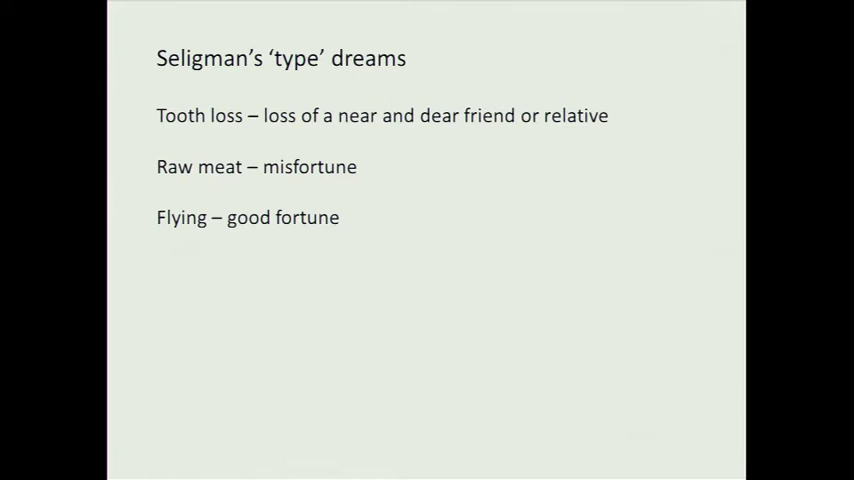 Seligman’s ‘type’ dreams
Tooth loss – loss of a near and dear friend or relative
Raw meat – misfortune
Flying – good fortune